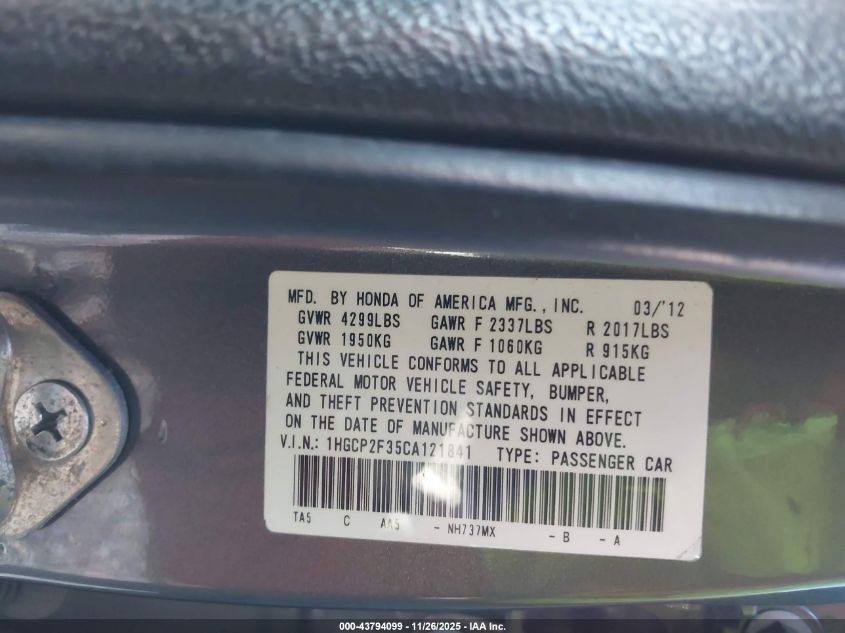 MFD. BY HONDA OF AMERICA MFG., INC. 03/'12
GVWR 4299LBS GAWR F 2337LBS R 2017LBS
GVWR 1950KG GAWR F 1060KG R 915KG
THIS VEHICLE CONFORMS TO ALL APPLICABLE
FEDERAL MOTOR VEHICLE SAFETY, BUMPER,
AND THEFT PREVENTION STANDARDS IN EFFECT
ON THE DATE OF MANUFACTURE SHOWN ABOVE.
V.I.N.: 1HGCP2F35CA121841 TYPE: PASSENGER CAR
TA5 C AA5 - NH737MX - B - A
000-43794099 - 11/26/2025 - IAA Inc.